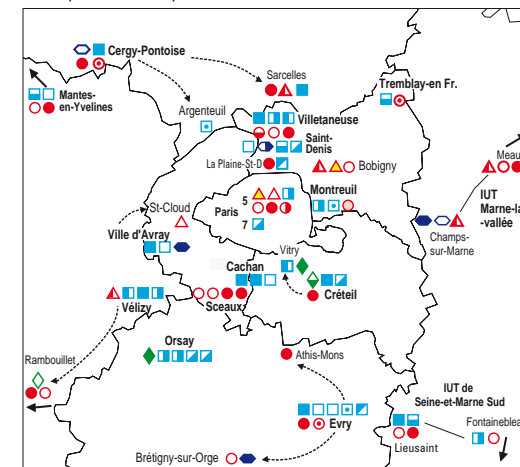 Cergy-Pontoise
Sarcelles
Tremblay-en Fr.
Mantes-
en-Yvelines
Argenteuil
Villetaneuse
Saint-
Denis
La Plaine-St-D
Bobigny
Meau
IUT
Marne-la
-vallée
Montreuil
5
Paris
7
St-Cloud
Ville d'Avray
Champs-
sur-Marne
Vitry
Cachan
Créteil
Vélizy
Sceaux
Orsay
Rambouillet
Athis-Mons
IUT de
Seine-et-Marne Sud
Fontaineblea
Evry
Lieusaint
Brétigny-sur-Orge